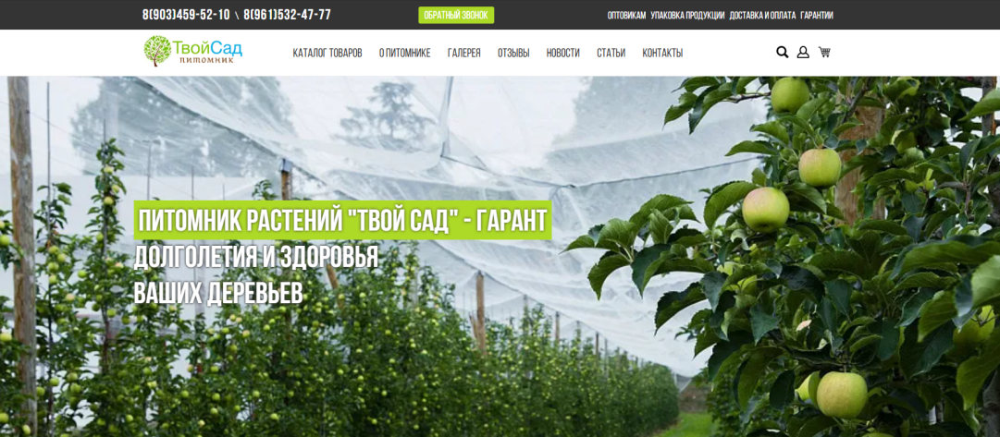 8(903)459-52-10 \ 8(961)532-47-77
ОБРАТНЫЙ ЗВОНОК
ОПТОВИКАМ УПАКОВКА ПРОДУКЦИИ ДОСТАВКА И ОПЛАТА ГАРАНТИИ
ТвойСад
питомник
КАТАЛОГ ТОВАРОВ О ПИТОМНИКЕ ГАЛЕРЕЯ ОТЗЫВЫ НОВОСТИ СТАТЬИ КОНТАКТЫ
ПИТОМНИК РАСТЕНИЙ "ТВОЙ САД" - ГАРАНТ
ДОЛГОЛЕТИЯ И ЗДОРОВЬЯ
ВАШИХ ДЕРЕВЬЕВ